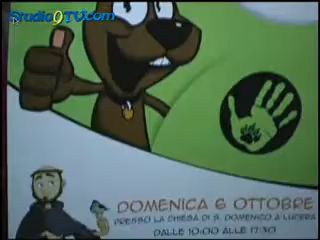 Studio9TV.com
DOMENICA 6 OTTOBRE
PRESSO LA CHIESA DI S. DOMENICO A LUCERA
DALLE 10:00 ALLE 17:30